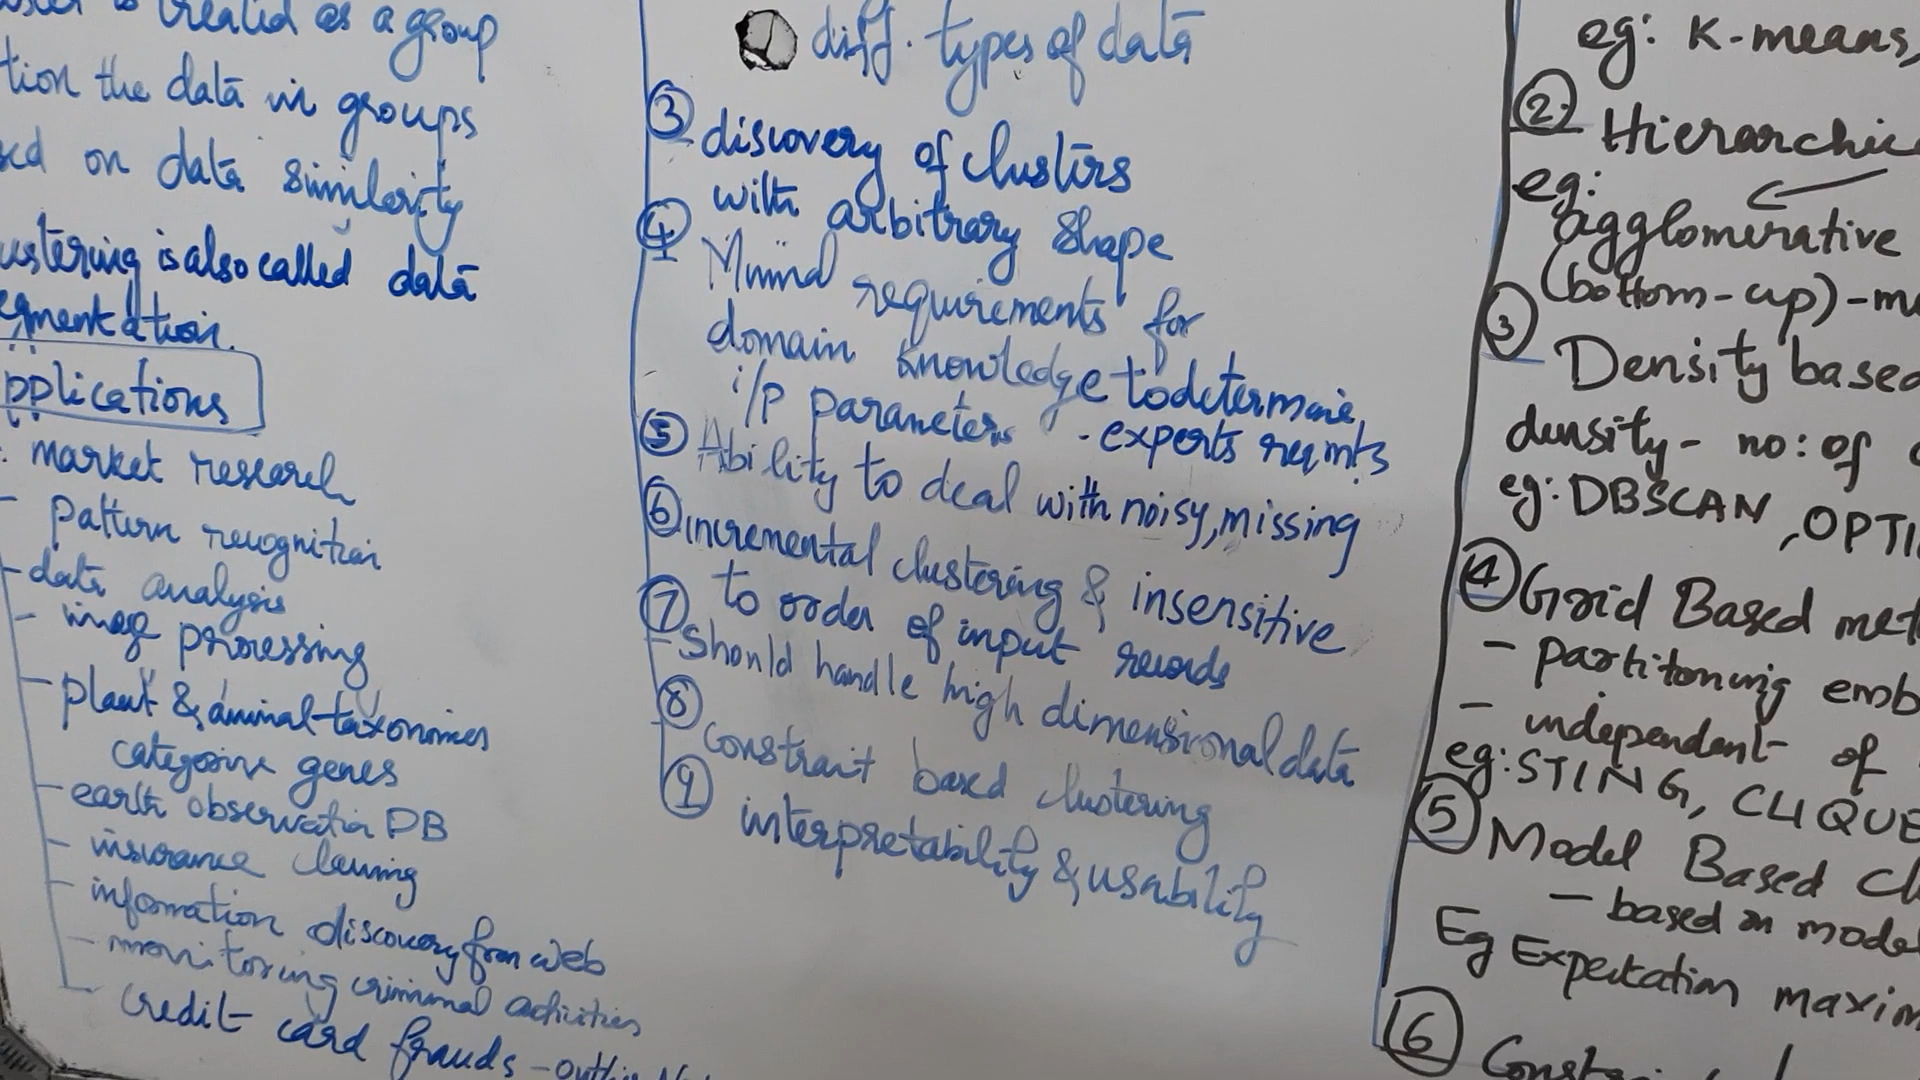 is treated as a group
tion the data in groups
sed on data similarity
ustering is also called data
egmentation.
pplications
- market research
- pattern recognition
- data analysis
- image processing
- plant & animal taxonomies
categorize genes
- earth observation DB
- insurance claiming
- information discovery from web
- monitoring criminal activities
credit card frauds - outlie
diff. types of data
③ discovery of clusters
with arbitrary shape
④ requirements for
domain knowledge to determine
i/p parameters - experts reqmts
⑤ Ability to deal with noisy, missing
⑥ incremental clustering & insensitive
to order of input records
⑦ - Should handle high dimensional data
⑧ Constrait based clustering
⑨ interpretability & usability
eg: K-means,
② Hierarchic
eg:
agglomerative
(bottom-up) - me
③ Density based
density - no: of
eg: DBSCAN, OPTI
④ Grid Based met
- partitoning emb
- independent of
eg: STING, CLIQUE
⑤ Model Based Cl
- based on mode
Eg Expectation maxim
⑥ Constrai